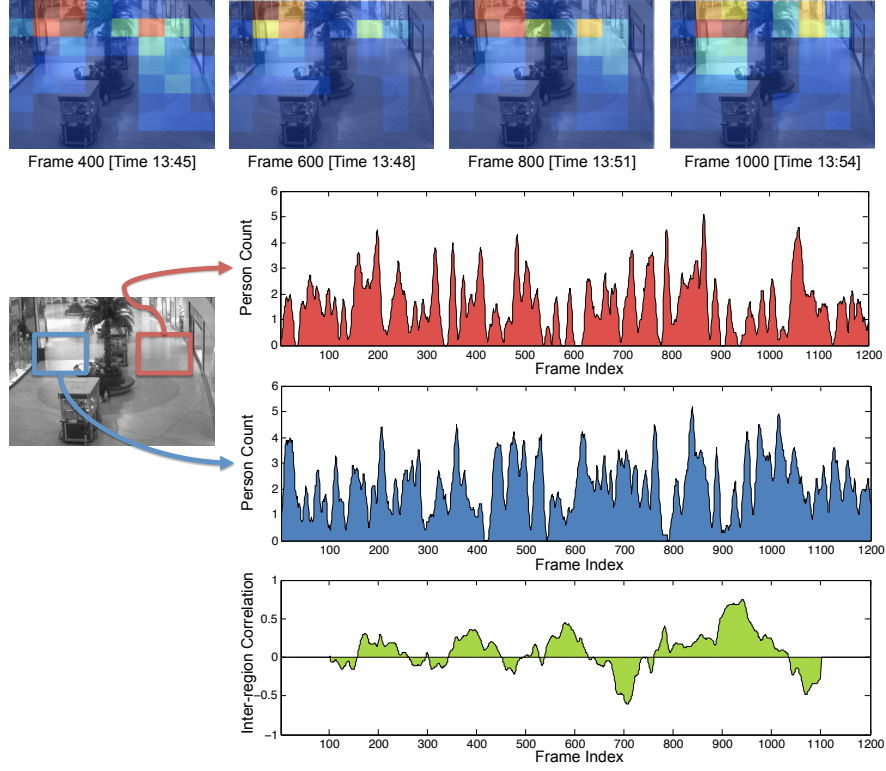 Frame 400 [Time 13:45]
Frame 600 [Time 13:48]
Frame 800 [Time 13:51]
Frame 1000 [Time 13:54]
6
5
4
3
2
1
0
Person Count
100 200 300 400 500 600 700 800 900 1000 1100 1200
Frame Index
6
5
4
3
2
1
0
Person Count
100 200 300 400 500 600 700 800 900 1000 1100 1200
Frame Index
1
0.5
0
−0.5
−1
Inter-region Correlation
100 200 300 400 500 600 700 800 900 1000 1100 1200
Frame Index